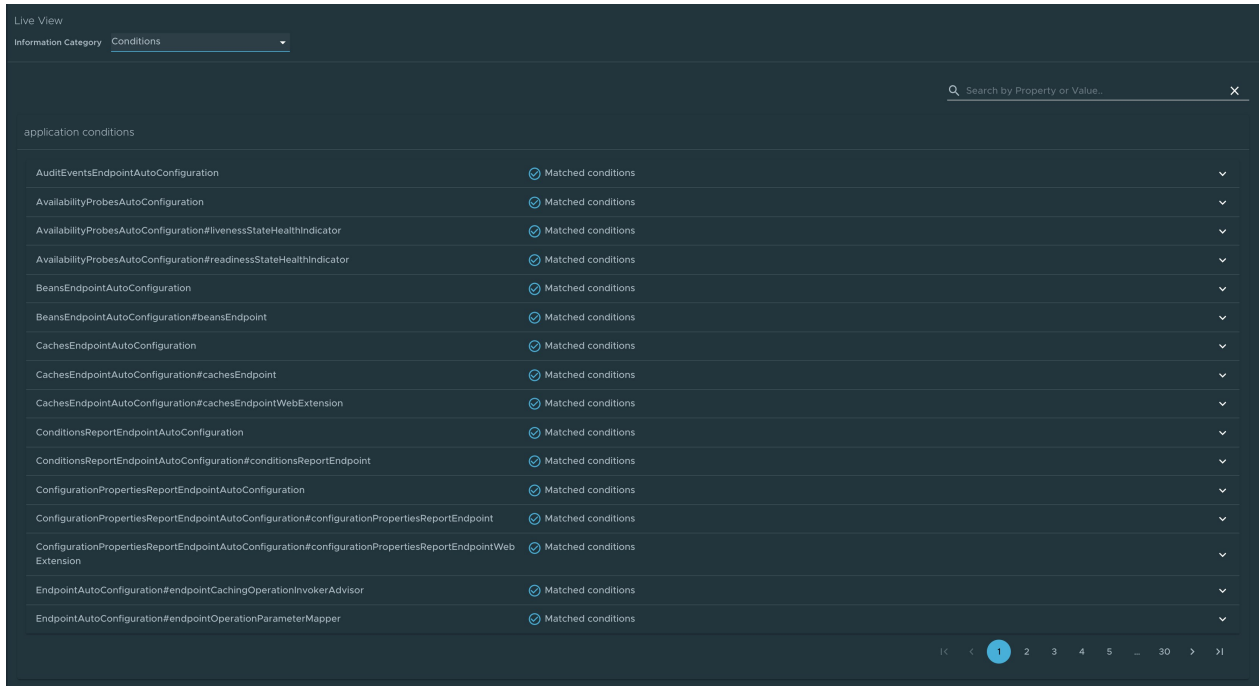 Live View
Information Category Conditions
Search by Property or Value..
application conditions
AuditEventsEndpointAutoConfiguration Matched conditions
AvailabilityProbesAutoConfiguration Matched conditions
AvailabilityProbesAutoConfiguration#livenessStateHealthIndicator Matched conditions
AvailabilityProbesAutoConfiguration#readinessStateHealthIndicator Matched conditions
BeansEndpointAutoConfiguration Matched conditions
BeansEndpointAutoConfiguration#beansEndpoint Matched conditions
CachesEndpointAutoConfiguration Matched conditions
CachesEndpointAutoConfiguration#cachesEndpoint Matched conditions
CachesEndpointAutoConfiguration#cachesEndpointWebExtension Matched conditions
ConditionsReportEndpointAutoConfiguration Matched conditions
ConditionsReportEndpointAutoConfiguration#conditionsReportEndpoint Matched conditions
ConfigurationPropertiesReportEndpointAutoConfiguration Matched conditions
ConfigurationPropertiesReportEndpointAutoConfiguration#configurationPropertiesReportEndpoint Matched conditions
ConfigurationPropertiesReportEndpointAutoConfiguration#configurationPropertiesReportEndpointWeb Matched conditions
Extension
EndpointAutoConfiguration#endpointCachingOperationInvokerAdvisor Matched conditions
EndpointAutoConfiguration#endpointOperationParameterMapper Matched conditions
1 2 3 4 5 ... 30